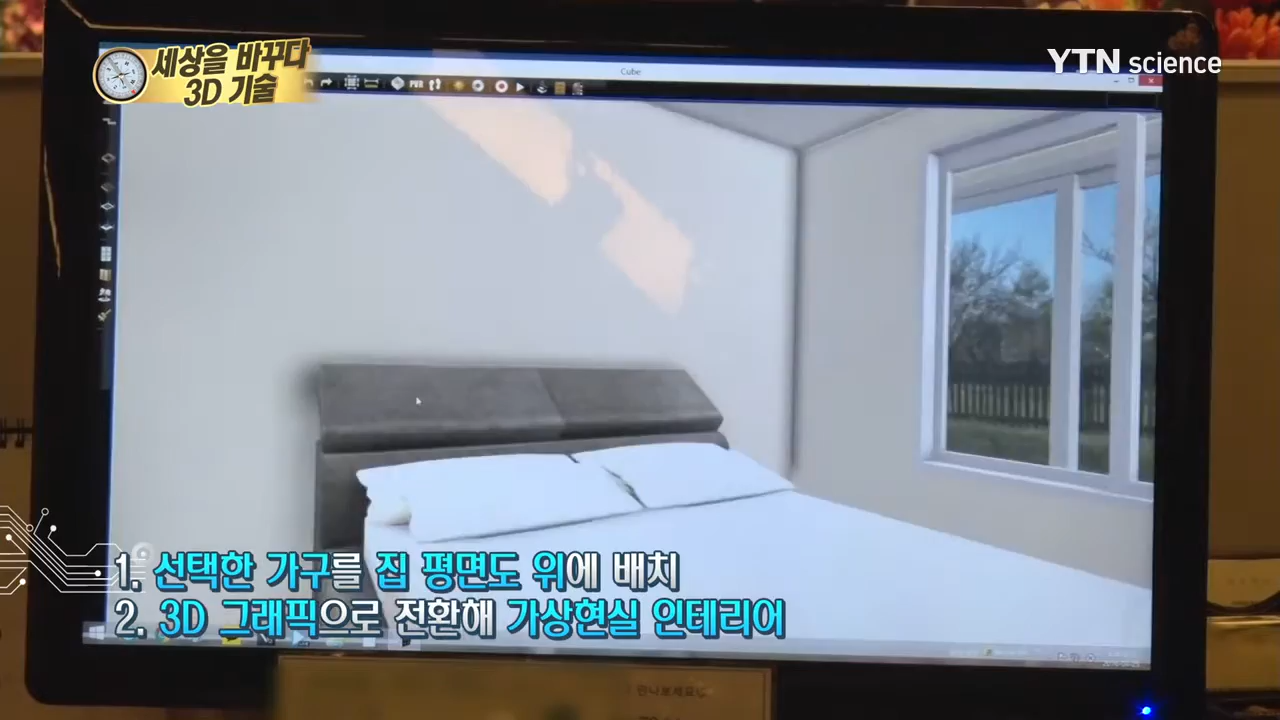 세상을 바꾸다
3D 기술
YTN science
Cube
1. 선택한 가구를 집 평면도 위에 배치
2. 3D 그래픽으로 전환해 가상현실 인테리어